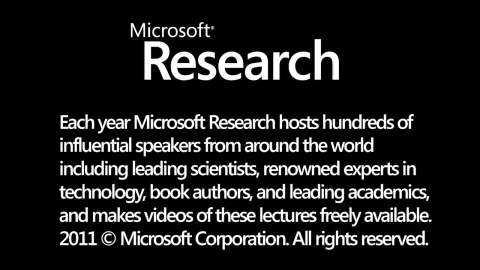 Microsoft®
Research
Each year Microsoft Research hosts hundreds of
influential speakers from around the world
including leading scientists, renowned experts in
technology, book authors, and leading academics,
and makes videos of these lectures freely available.
2011 © Microsoft Corporation. All rights reserved.